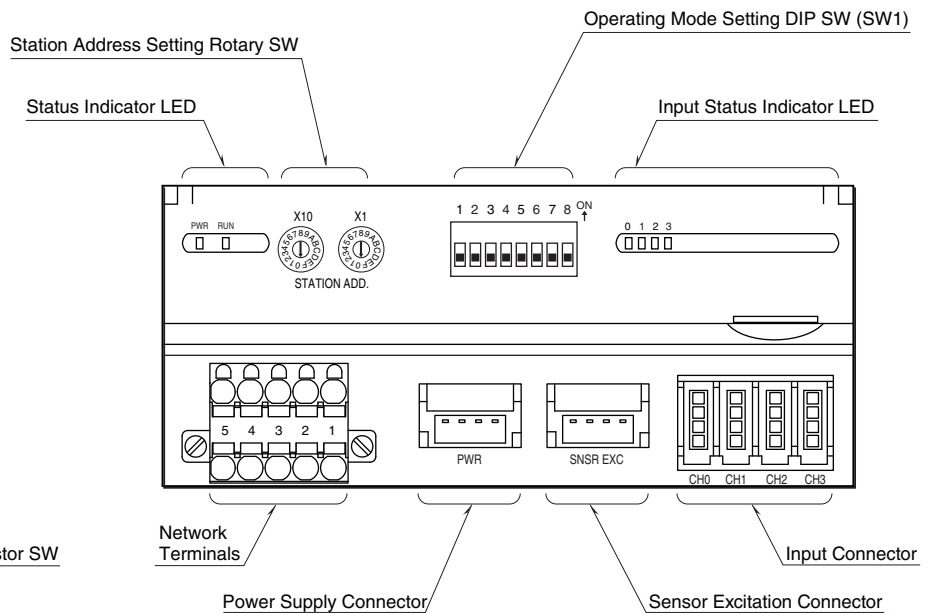 Operating Mode Setting DIP SW (SW1)
Station Address Setting Rotary SW
Status Indicator LED
Input Status Indicator LED
PWR RUN
X10
X1
456789ABCDEF0123
456789ABCDEF0123
STATION ADD.
1 2 3 4 5 6 7 8 ON
0 1 2 3
5 4 3 2 1
PWR
SNSR EXC
CH0 CH1 CH2 CH3
Network
Terminals
stor SW
Input Connector
Power Supply Connector
Sensor Excitation Connector